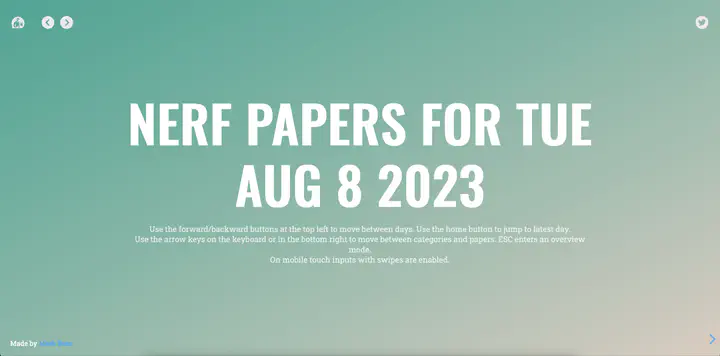 NERF PAPERS FOR TUE
AUG 8 2023
Use the forward/backward buttons at the top left to move between days. Use the home button to jump to latest day.
Use the arrow keys on the keyboard or in the bottom right to move between categories and papers. ESC enters an overview
mode.
On mobile touch inputs with swipes are enabled.
Made by